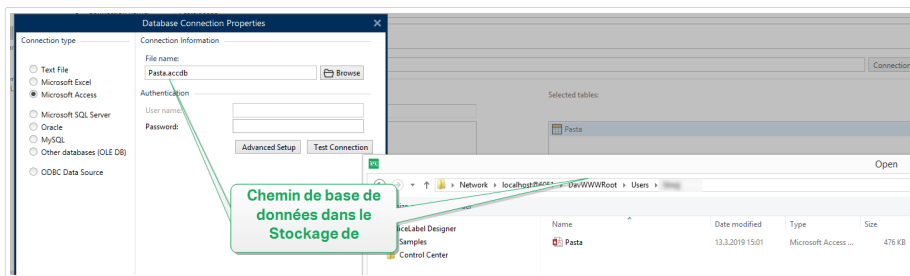 Database Connection Properties
Connection type
Connection Information
File name:
Text File
Pasta.accdb
Browse
Connection
Microsoft Excel
Microsoft Access
Authentication
Selected tables:
User name:
Microsoft SQL Server
Password:
Pasta
Oracle
MySQL
Advanced Setup
Test Connection
Other databases (OLE DB)
Open
ODBC Data Source
Network
DavWWWRoot
Users
Chemin de base de
données dans le
Stockage de
Name
Date modified
Type
Size
Designer
Samples
Pasta
13.3.2019 15:01
Microsoft Access ...
476 KB
Control Center